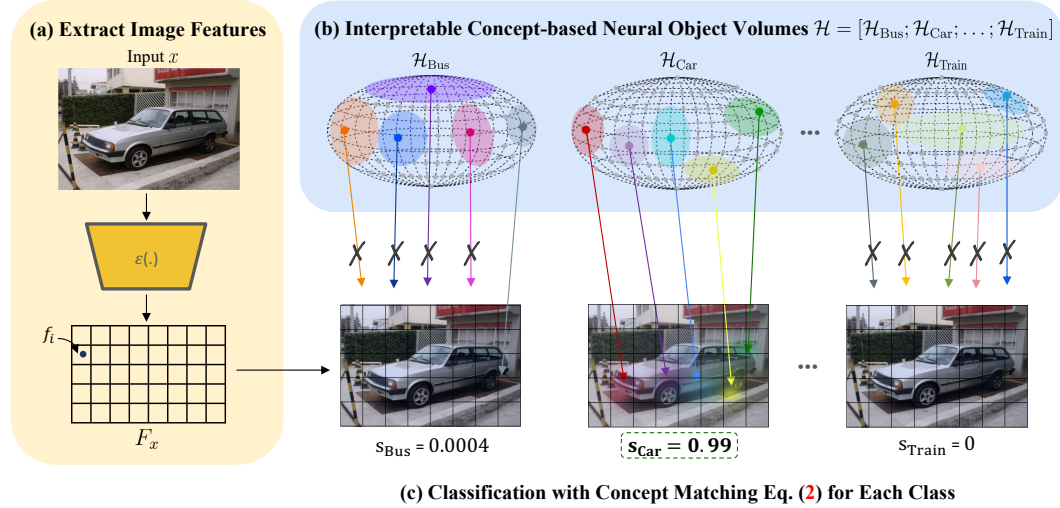 (a) Extract Image Features
Input x
ε(.)
f_i
F_x
(b) Interpretable Concept-based Neural Object Volumes ℋ = [ℋ_Bus; ℋ_Car; . . . ; ℋ_Train]
ℋ_Bus
ℋ_Car
ℋ_Train
...
✗ ✗ ✗ ✗
✗ ✗ ✗ ✗ ✗
...
s_Bus = 0.0004
s_Car = 0.99
s_Train = 0
(c) Classification with Concept Matching Eq. (2) for Each Class